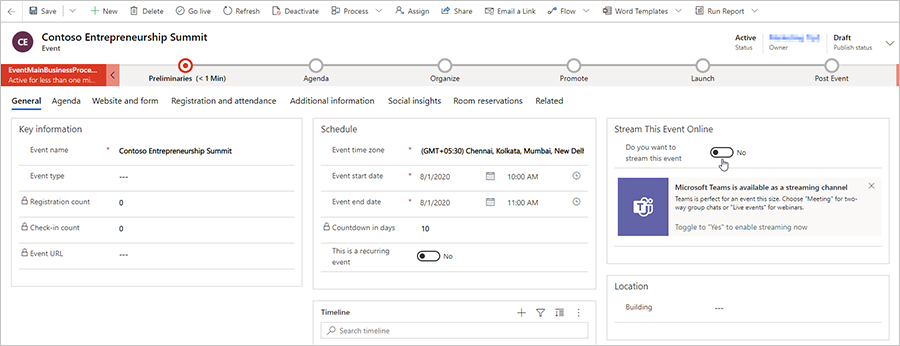 Save New Delete Go live Refresh Deactivate Process Assign Share Email a Link Flow Word Templates Run Report
CE
Contoso Entrepreneurship Summit
Event
Active
Status
Owner
Draft
Publish status
EventMainBusinessProce...
Active for less than one mi...
Preliminaries (< 1 Min)
Agenda
Organize
Promote
Launch
Post Event
General Agenda Website and form Registration and attendance Additional information Social insights Room reservations Related
Key information
Event name * Contoso Entrepreneurship Summit
Event type ---
Registration count 0
Check-in count 0
Event URL ---
Schedule
Event time zone * (GMT+05:30) Chennai, Kolkata, Mumbai, New Delh
Event start date * 8/1/2020 10:00 AM
Event end date * 8/1/2020 11:00 AM
Countdown in days 10
This is a recurring
event
No
Timeline
Search timeline
Stream This Event Online
Do you want to
stream this event
No
Microsoft Teams is available as a streaming channel
Teams is perfect for an event this size. Choose "Meeting" for two-
way group chats or "Live events" for webinars.
Toggle to "Yes" to enable streaming now
Location
Building ---